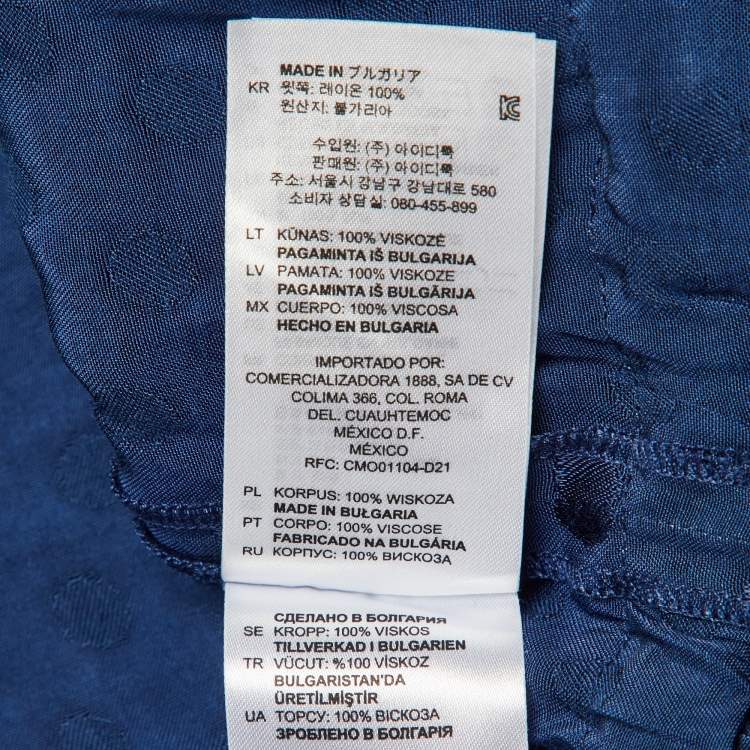 MADE IN ブルガリア
KR 윗쪽: 레이온 100%
원산지: 불가리아
수입원: (주) 아이디룩
판매원: (주) 아이디룩
주소: 서울시 강남구 강남대로 580
소비자 상담실: 080-455-899
LT KŪNAS: 100% VISKOZĖ
PAGAMINTA IŠ BULGARIJA
LV PAMATA: 100% VISKOZE
PAGAMINTA IŠ BULGĀRIJA
MX CUERPO: 100% VISCOSA
HECHO EN BULGARIA
IMPORTADO POR:
COMERCIALIZADORA 1888, SA DE CV
COLIMA 366, COL. ROMA
DEL. CUAUHTEMOC
MÉXICO D.F.
MÉXICO
RFC: CMO01104-D21
PL KORPUS: 100% WISKOZA
MADE IN BUŁGARIA
PT CORPO: 100% VISCOSE
FABRICADO NA BULGÁRIA
RU КОРПУС: 100% ВИСКОЗА
СДЕЛАНО В БОЛГАРИЯ
SE KROPP: 100% VISKOS
TILLVERKAD I BULGARIEN
TR VÜCUT: %100 VİSKOZ
BULGARISTAN'DA
ÜRETİLMİŞTİR
UA ТОРСУ: 100% ВІСКОЗА
ЗРОБЛЕНО В БОЛГАРІЯ